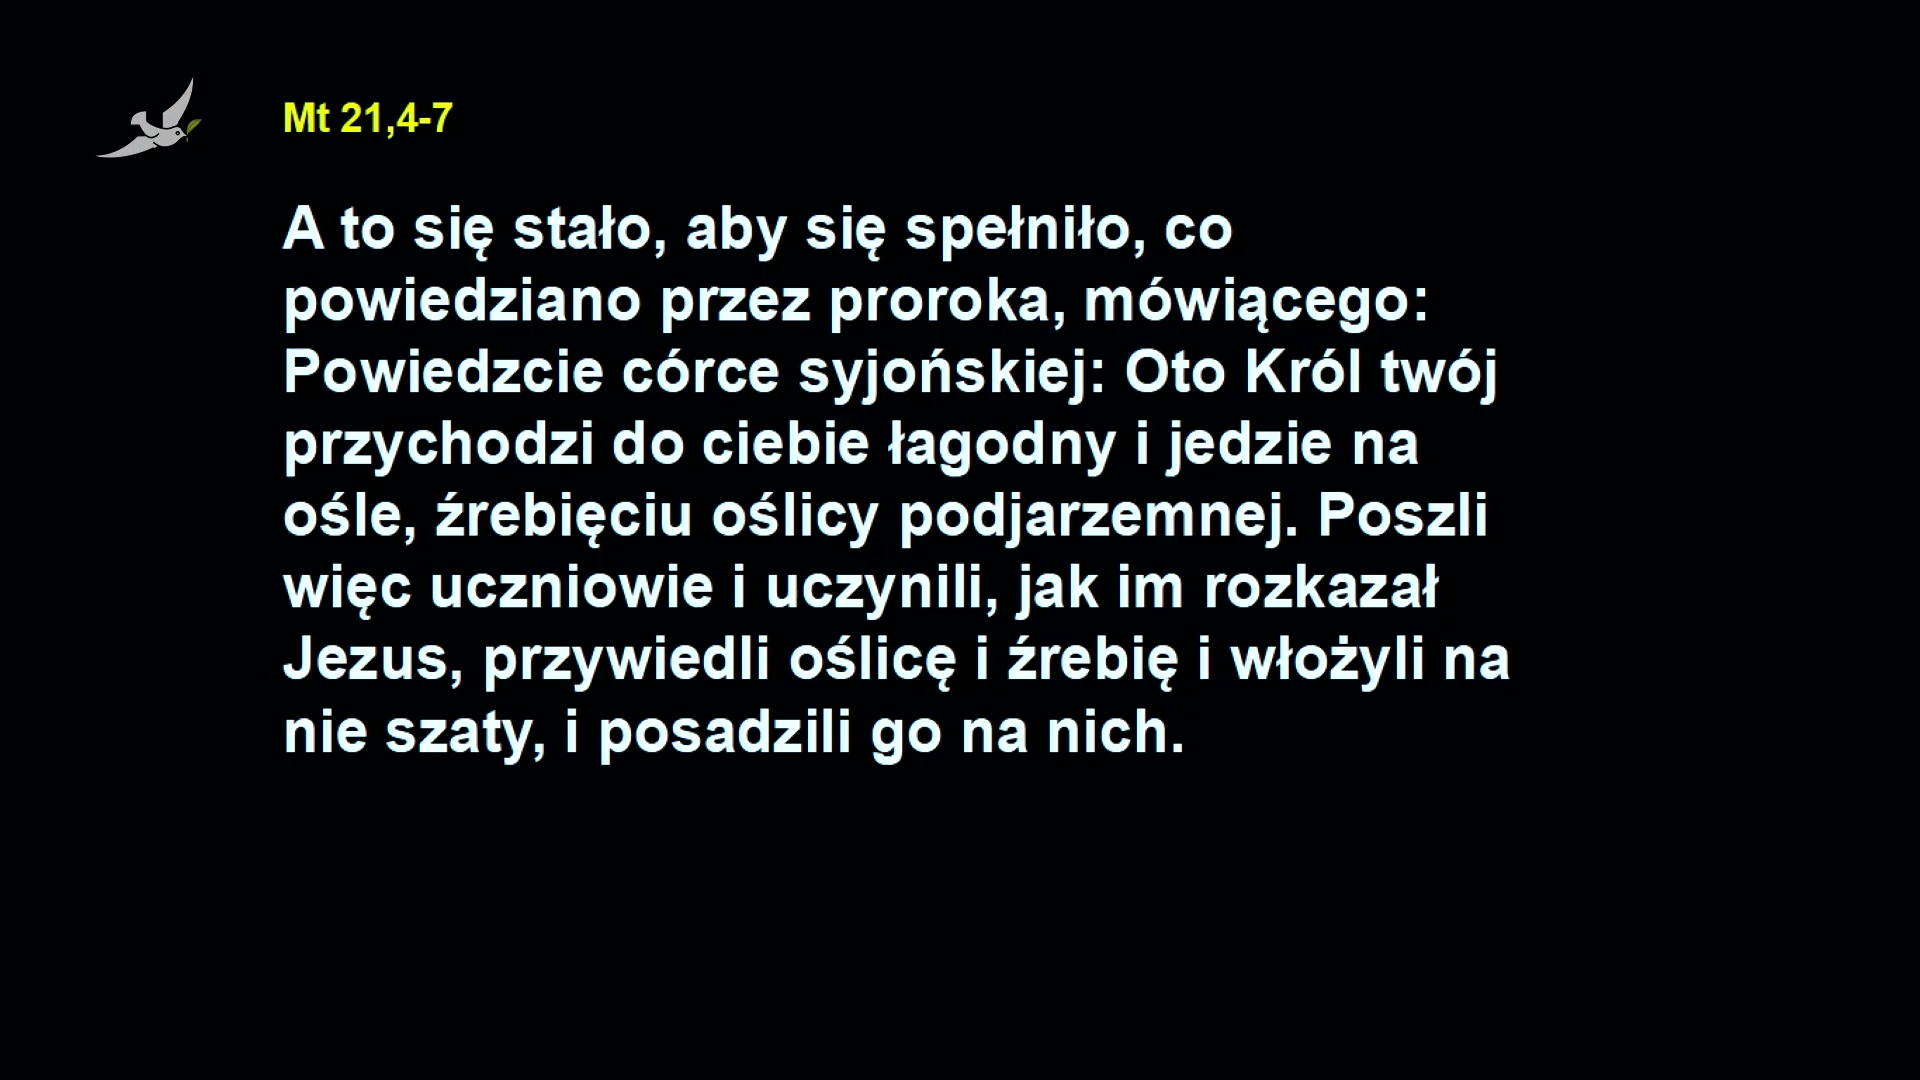 Mt 21,4-7
A to się stało, aby się spełniło, co
powiedziano przez proroka, mówiącego:
Powiedzcie córce syjońskiej: Oto Król twój
przychodzi do ciebie łagodny i jedzie na
ośle, źrebięciu oślicy podjarzemnej. Poszli
więc uczniowie i uczynili, jak im rozkazał
Jezus, przywiedli oślicę i źrebię i włożyli na
nie szaty, i posadzili go na nich.